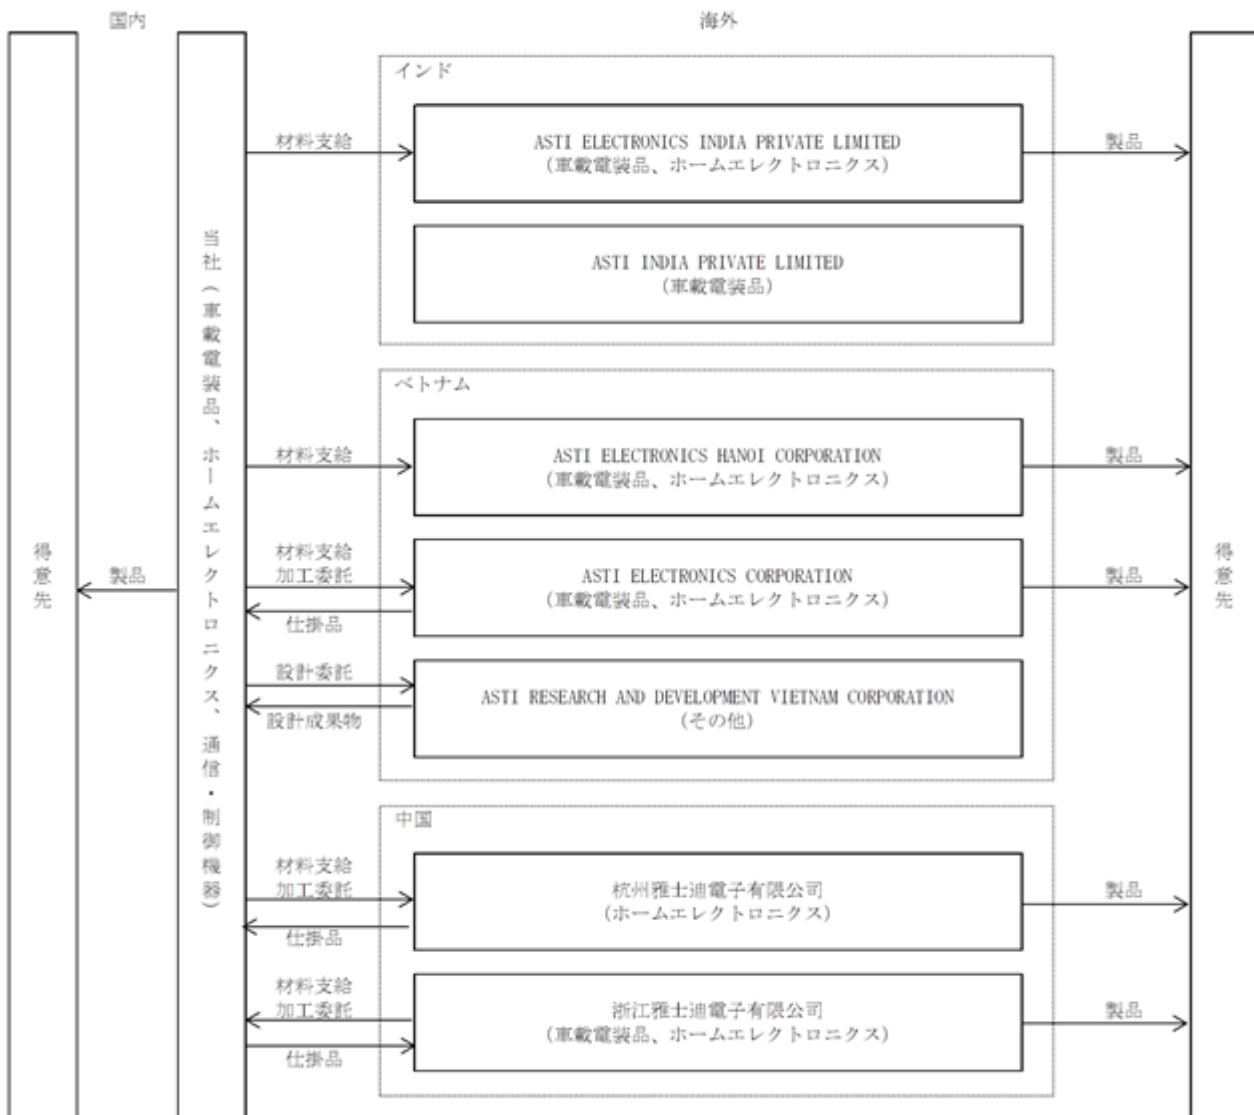 国内
海外
得意先
製品
当社（車載電装品、ホームエレクトロニクス、通信・制御機器）
インド
材料支給
ASTI ELECTRONICS INDIA PRIVATE LIMITED
（車載電装品、ホームエレクトロニクス）
製品
ASTI INDIA PRIVATE LIMITED
（車載電装品）
ベトナム
材料支給
ASTI ELECTRONICS HANOI CORPORATION
（車載電装品、ホームエレクトロニクス）
製品
材料支給
加工委託
仕掛品
ASTI ELECTRONICS CORPORATION
（車載電装品、ホームエレクトロニクス）
製品
設計委託
設計成果物
ASTI RESEARCH AND DEVELOPMENT VIETNAM CORPORATION
（その他）
中国
材料支給
加工委託
仕掛品
杭州雅士迪電子有限公司
（ホームエレクトロニクス）
製品
材料支給
加工委託
仕掛品
浙江雅士迪電子有限公司
（車載電装品、ホームエレクトロニクス）
製品
得意先